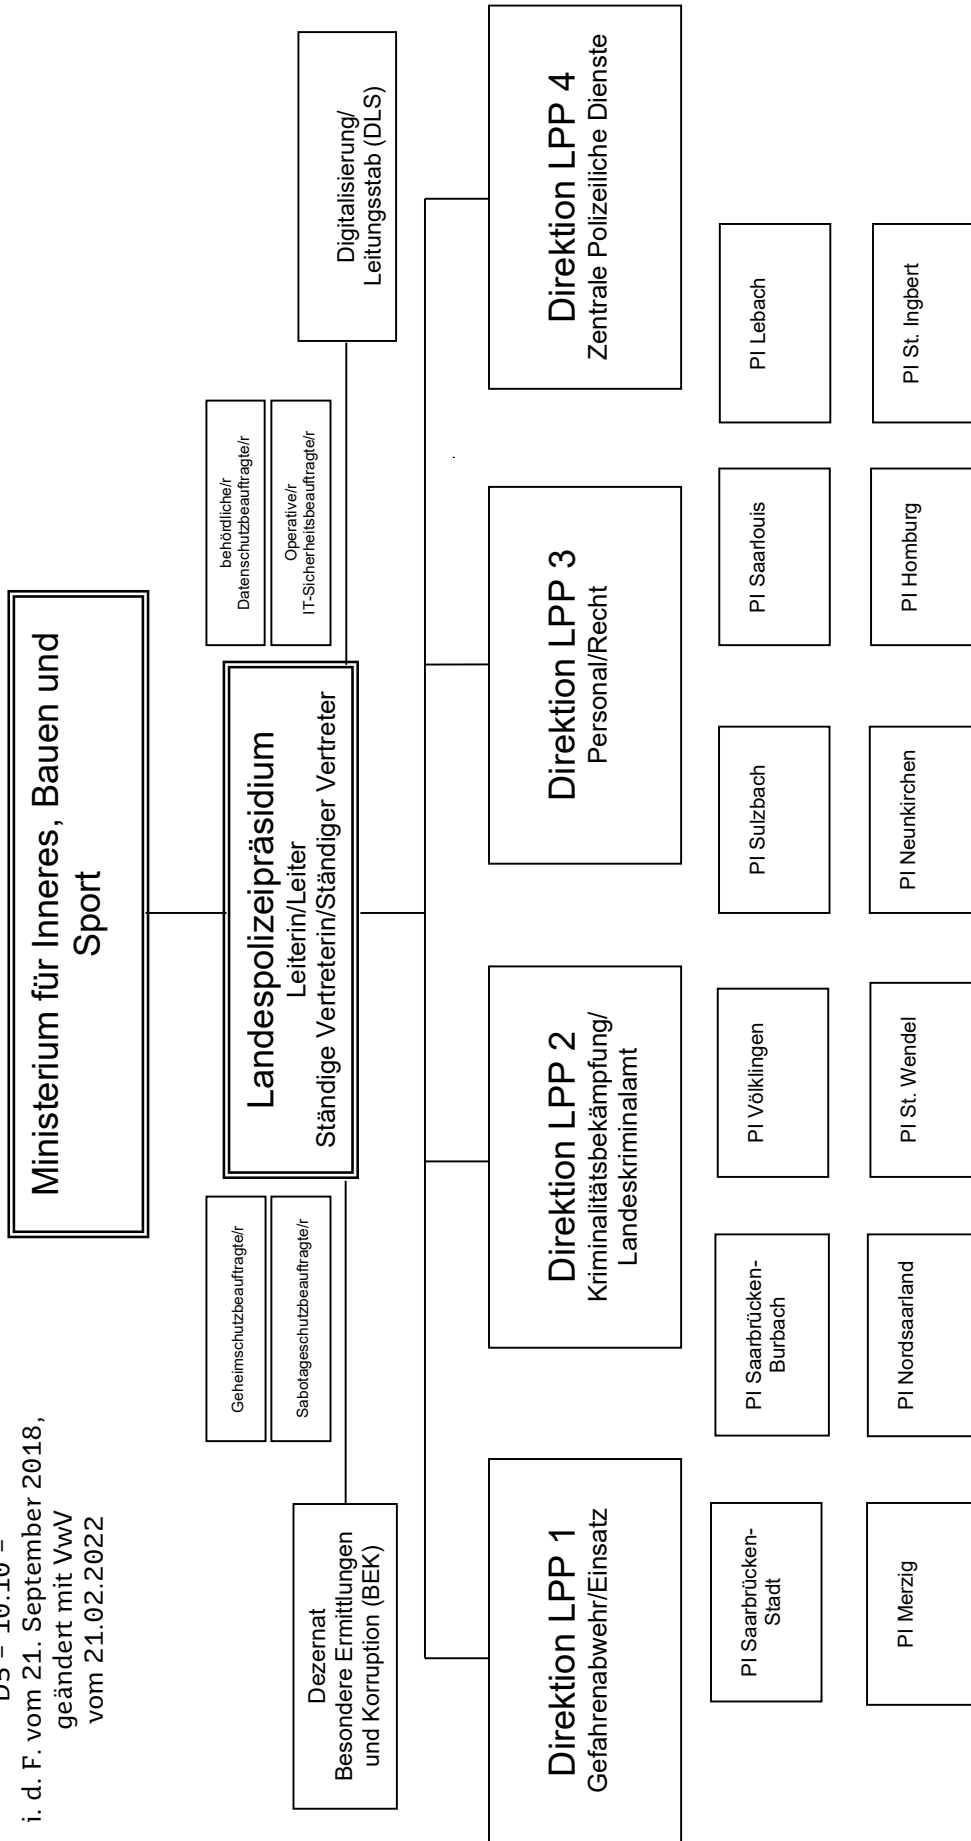 D5 – 10.10 –
i. d. F. vom 21. September 2018,
geändert mit VwV
vom 21.02.2022
Ministerium für Inneres, Bauen und
Sport
Geheimschutzbeauftragte/r
Sabotageschutzbeauftragte/r
Landespolizeipräsidium
Leiterin/Leiter
Ständige Vertreterin/Ständiger Vertreter
behördliche/r
Datenschutzbeauftragte/r
Operative/r
IT-Sicherheitsbeauftragte/r
Dezernat
Besondere Ermittlungen
und Korruption (BEK)
Digitalisierung/
Leitungsstab (DLS)
Direktion LPP 1
Gefahrenabwehr/Einsatz
Direktion LPP 2
Kriminalitätsbekämpfung/
Landeskriminalamt
Direktion LPP 3
Personal/Recht
Direktion LPP 4
Zentrale Polizeiliche Dienste
PI Saarbrücken-
Stadt
PI Saarbrücken-
Burbach
PI Völklingen
PI Sulzbach
PI Saarlouis
PI Lebach
PI Merzig
PI Nordsaarland
PI St. Wendel
PI Neunkirchen
PI Homburg
PI St. Ingbert